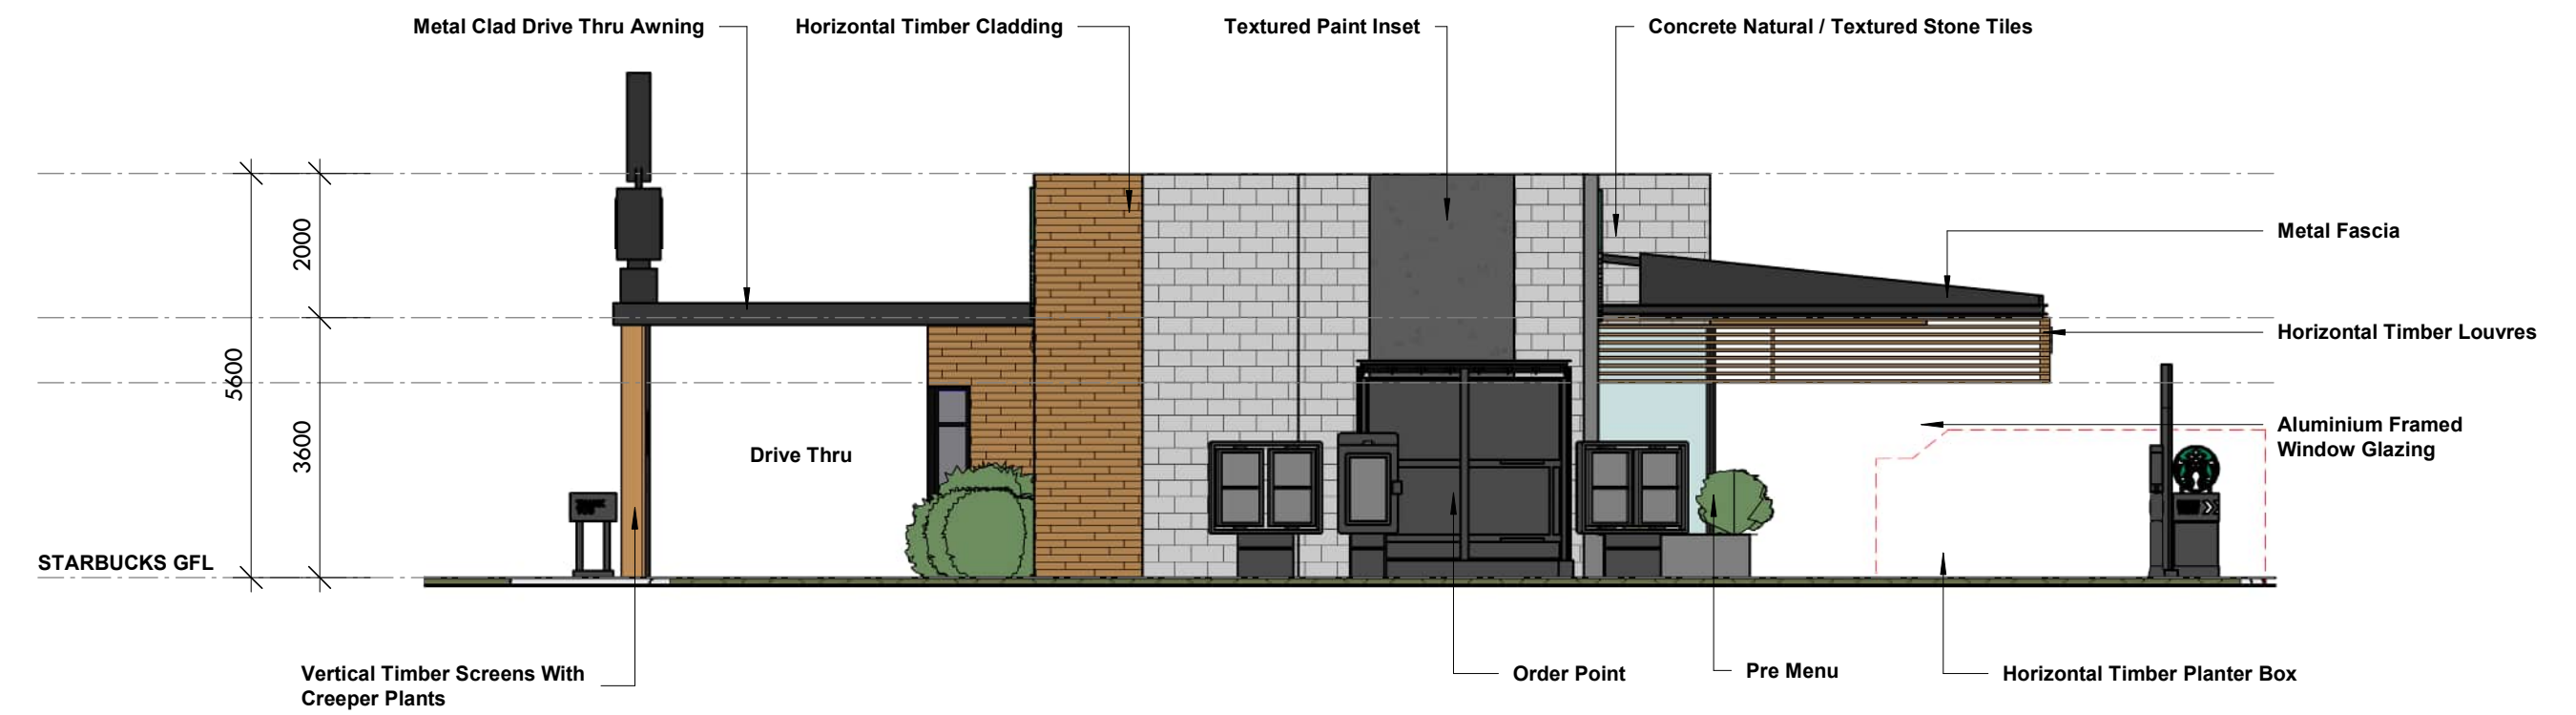 Metal Clad Drive Thru Awning
Horizontal Timber Cladding
Textured Paint Inset
Concrete Natural / Textured Stone Tiles
2000
Metal Fascia
Horizontal Timber Louvres
5600
3600
Drive Thru
Aluminium Framed
Window Glazing
STARBUCKS GFL
Vertical Timber Screens With
Creeper Plants
Order Point
Pre Menu
Horizontal Timber Planter Box